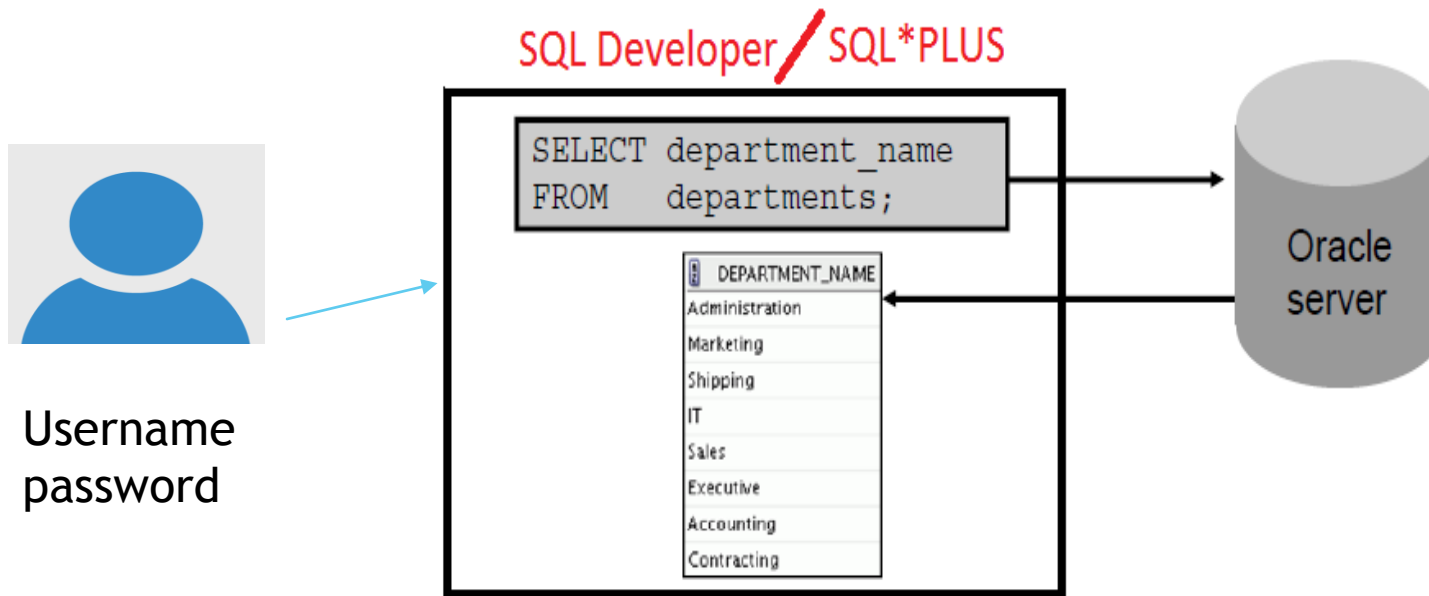 SQL Developer / SQL*PLUS
SELECT department_name
FROM departments;
DEPARTMENT_NAME
Administration
Marketing
Shipping
IT
Sales
Executive
Accounting
Contracting
Oracle
server
Username
password